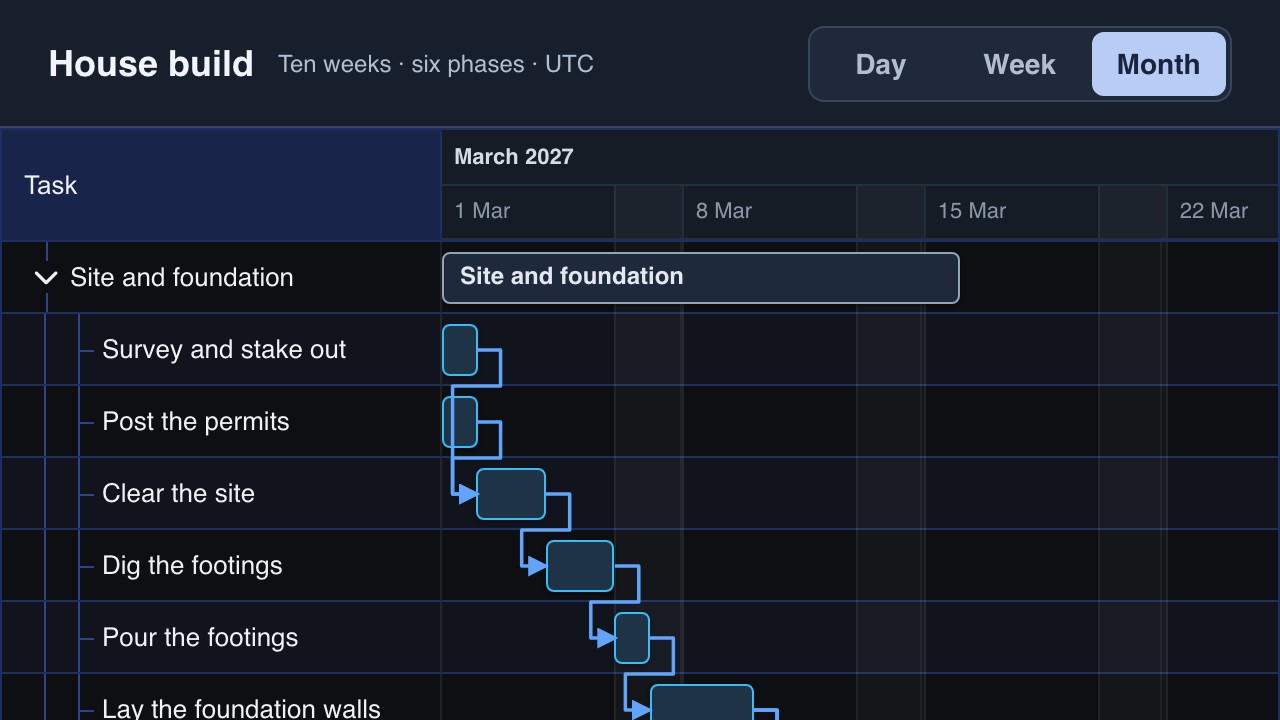 House build
Ten weeks · six phases · UTC
Day
Week
Month
Task
March 2027
1 Mar
8 Mar
15 Mar
22 Mar
Site and foundation
Site and foundation
Survey and stake out
Post the permits
Clear the site
Dig the footings
Pour the footings
Lay the foundation walls